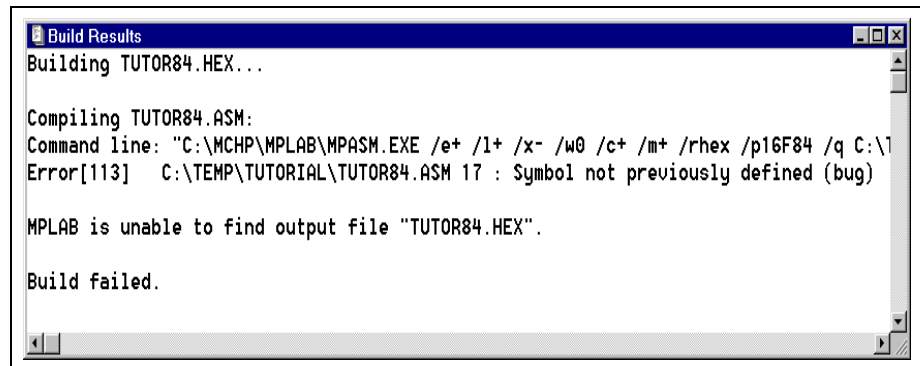 Build Results
Building TUTOR84.HEX...
Compiling TUTOR84.ASM:
Command line: "C:\MCHP\MPLAB\MPASM.EXE /e+ /l+ /x- /w0 /c+ /m+ /rhex /p16F84 /q C:\T
Error[113]   C:\TEMP\TUTORIAL\TUTOR84.ASM 17 : Symbol not previously defined (bug)
MPLAB is unable to find output file "TUTOR84.HEX".
Build failed.